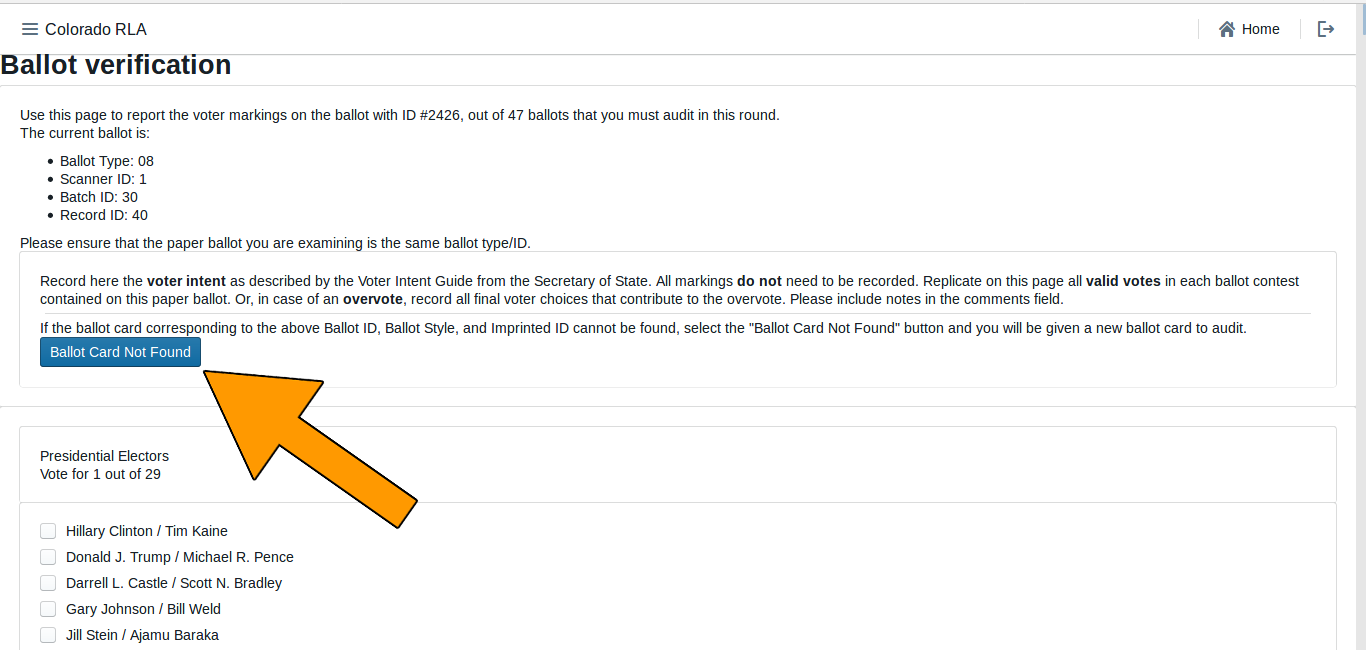 Colorado RLA
Home
Ballot verification
Use this page to report the voter markings on the ballot with ID #2426, out of 47 ballots that you must audit in this round.
The current ballot is:
Ballot Type: 08
Scanner ID: 1
Batch ID: 30
Record ID: 40
Please ensure that the paper ballot you are examining is the same ballot type/ID.
Record here the voter intent as described by the Voter Intent Guide from the Secretary of State. All markings do not need to be recorded. Replicate on this page all valid votes in each ballot contest
contained on this paper ballot. Or, in case of an overvote, record all final voter choices that contribute to the overvote. Please include notes in the comments field.
If the ballot card corresponding to the above Ballot ID, Ballot Style, and Imprinted ID cannot be found, select the "Ballot Card Not Found" button and you will be given a new ballot card to audit.
Ballot Card Not Found
Presidential Electors
Vote for 1 out of 29
Hillary Clinton / Tim Kaine
Donald J. Trump / Michael R. Pence
Darrell L. Castle / Scott N. Bradley
Gary Johnson / Bill Weld
Jill Stein / Ajamu Baraka